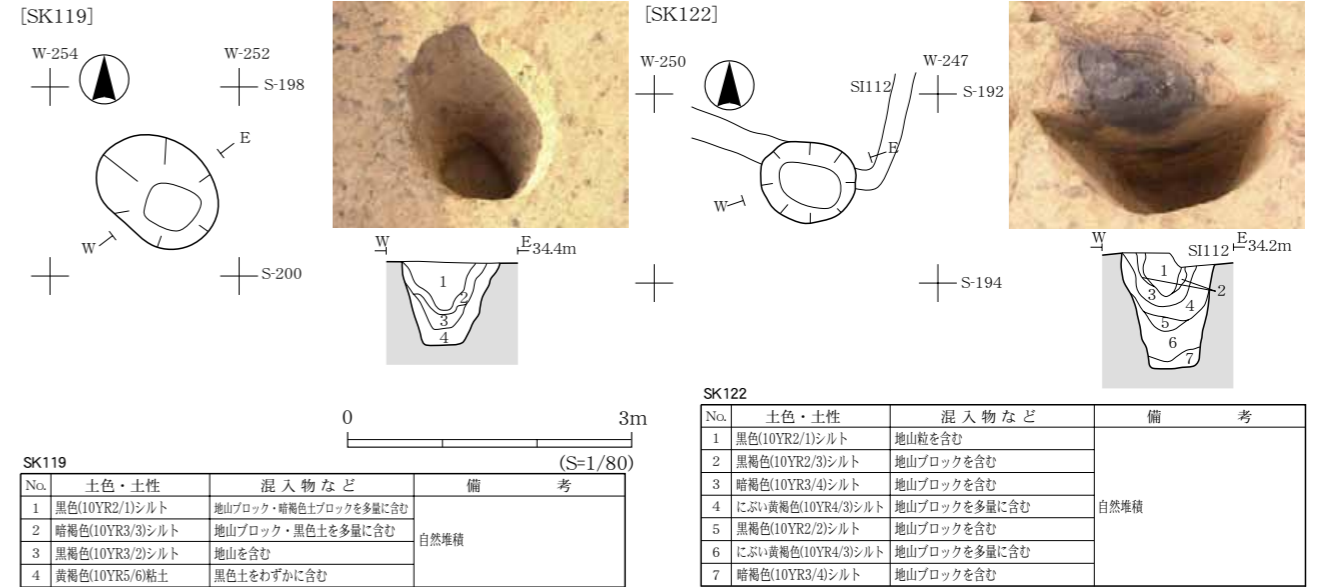 [SK119]
W-254
W-252
S-198
E
W
S-200
W
E
34.4m
1
2
3
4
[SK122]
W-250
W-247
SI112
S-192
E
W
S-194
W
SI112
E
34.2m
1
2
3
4
5
6
7
0
3m
(S=1/80)
SK119
No. 土色・土性 混入物など 備考
1 黒色(10YR2/1)シルト 地山ブロック・暗褐色土ブロックを多量に含む 自然堆積
2 暗褐色(10YR3/3)シルト 地山ブロック・黒色土を多量に含む
3 黒褐色(10YR3/2)シルト 地山を含む
4 黄褐色(10YR5/6)粘土 黒色土をわずかに含む
SK122
No. 土色・土性 混入物など 備考
1 黒色(10YR2/1)シルト 地山粒を含む 自然堆積
2 黒褐色(10YR2/3)シルト 地山ブロックを含む
3 暗褐色(10YR3/4)シルト 地山ブロックを含む
4 にぶい黄褐色(10YR4/3)シルト 地山ブロックを多量に含む
5 黒褐色(10YR2/2)シルト 地山ブロックを含む
6 にぶい黄褐色(10YR4/3)シルト 地山ブロックを多量に含む
7 暗褐色(10YR3/4)シルト 地山ブロックを含む